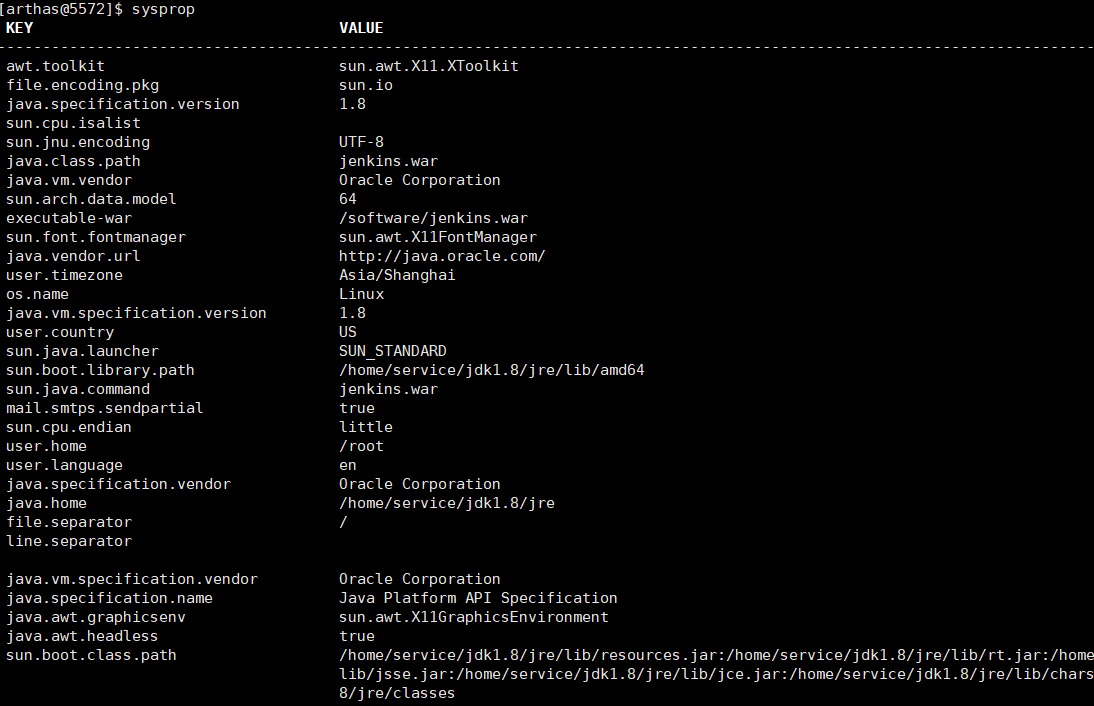 [arthas@5572]$ sysprop
KEY VALUE
awt.toolkit sun.awt.X11.XToolkit
file.encoding.pkg sun.io
java.specification.version 1.8
sun.cpu.isalist
sun.jnu.encoding UTF-8
java.class.path jenkins.war
java.vm.vendor Oracle Corporation
sun.arch.data.model 64
executable-war /software/jenkins.war
sun.font.fontmanager sun.awt.X11FontManager
java.vendor.url http://java.oracle.com/
user.timezone Asia/Shanghai
os.name Linux
java.vm.specification.version 1.8
user.country US
sun.java.launcher SUN_STANDARD
sun.boot.library.path /home/service/jdk1.8/jre/lib/amd64
sun.java.command jenkins.war
mail.smtps.sendpartial true
sun.cpu.endian little
user.home /root
user.language en
java.specification.vendor Oracle Corporation
java.home /home/service/jdk1.8/jre
file.separator /
line.separator
java.vm.specification.vendor Oracle Corporation
java.specification.name Java Platform API Specification
java.awt.graphicsenv sun.awt.X11GraphicsEnvironment
java.awt.headless true
sun.boot.class.path /home/service/jdk1.8/jre/lib/resources.jar:/home/service/jdk1.8/jre/lib/rt.jar:/home
lib/jsse.jar:/home/service/jdk1.8/jre/lib/jce.jar:/home/service/jdk1.8/jre/lib/chars
8/jre/classes